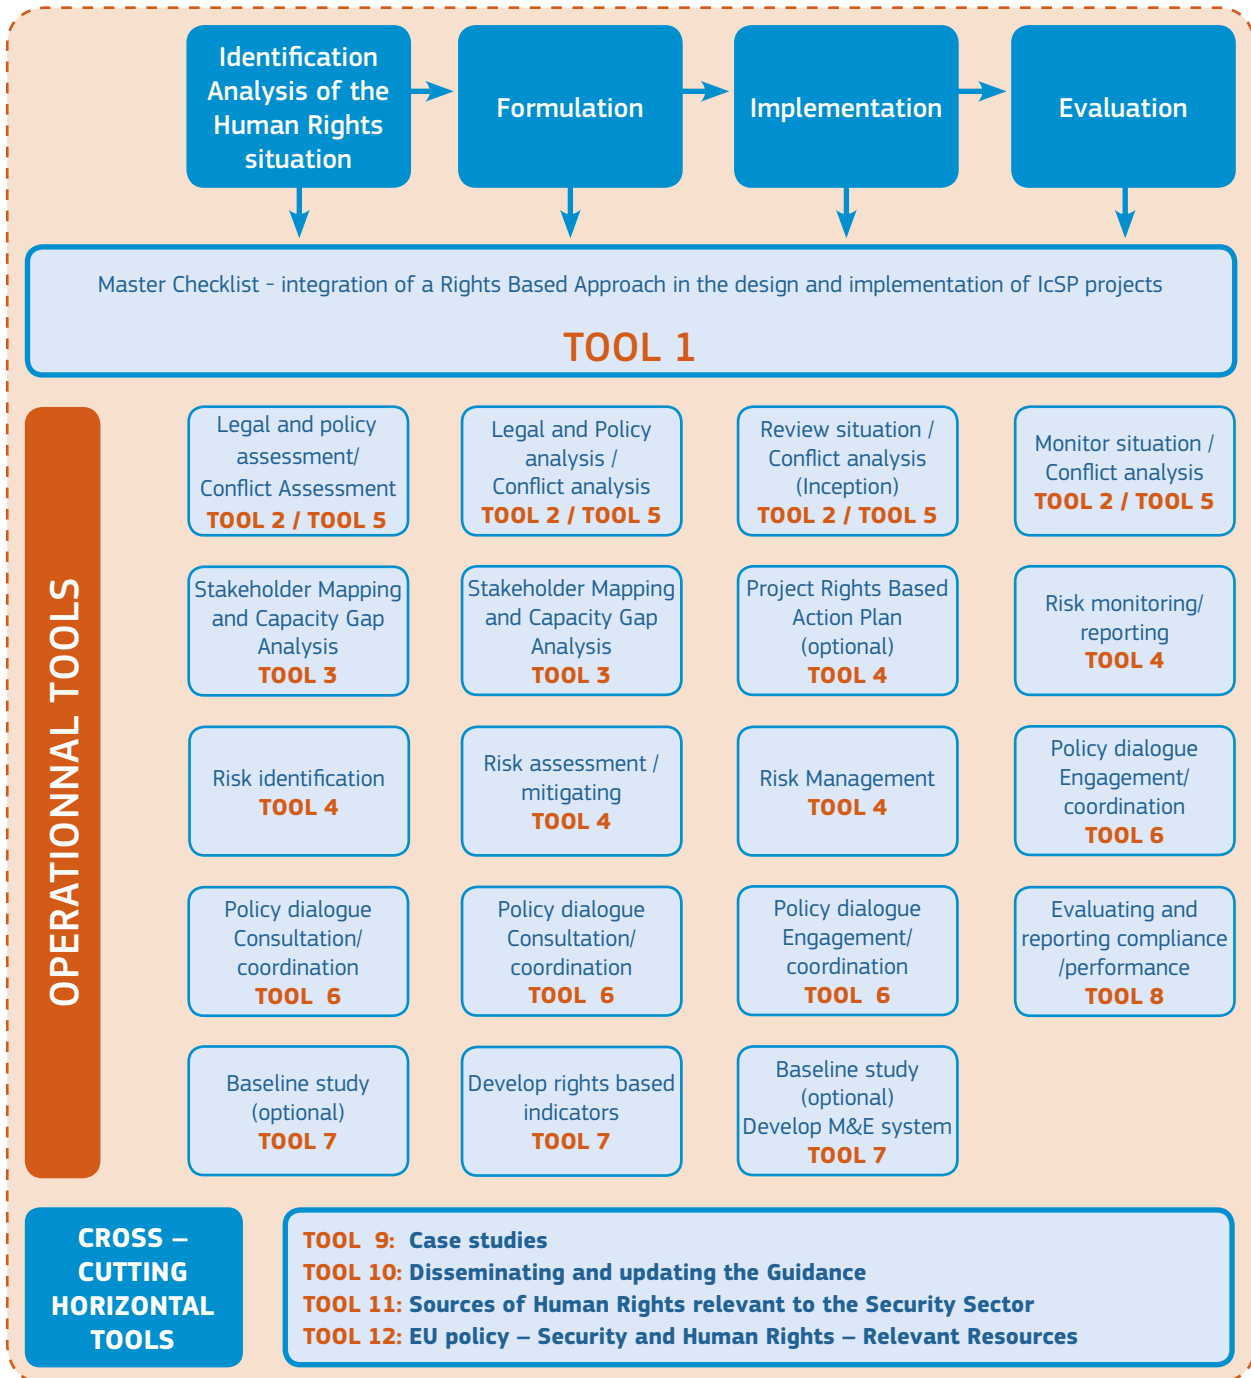 Identification
Analysis of the
Human Rights
situation
Formulation
Implementation
Evaluation
Master Checklist - integration of a Rights Based Approach in the design and implementation of IcSP projects
TOOL 1
OPERATIONNAL TOOLS
Legal and policy
assessment/
Conflict Assessment
TOOL 2 / TOOL 5
Legal and Policy
analysis /
Conflict analysis
TOOL 2 / TOOL 5
Review situation /
Conflict analysis
(Inception)
TOOL 2 / TOOL 5
Monitor situation /
Conflict analysis
TOOL 2 / TOOL 5
Stakeholder Mapping
and Capacity Gap
Analysis
TOOL 3
Stakeholder Mapping
and Capacity Gap
Analysis
TOOL 3
Project Rights Based
Action Plan
(optional)
TOOL 4
Risk monitoring/
reporting
TOOL 4
Risk identification
TOOL 4
Risk assessment /
mitigating
TOOL 4
Risk Management
TOOL 4
Policy dialogue
Engagement/
coordination
TOOL 6
Policy dialogue
Consultation/
coordination
TOOL 6
Policy dialogue
Consultation/
coordination
TOOL 6
Policy dialogue
Engagement/
coordination
TOOL 6
Evaluating and
reporting compliance
/performance
TOOL 8
Baseline study
(optional)
TOOL 7
Develop rights based
indicators
TOOL 7
Baseline study
(optional)
Develop M&E system
TOOL 7
CROSS –
CUTTING
HORIZONTAL
TOOLS
TOOL 9: Case studies
TOOL 10: Disseminating and updating the Guidance
TOOL 11: Sources of Human Rights relevant to the Security Sector
TOOL 12: EU policy – Security and Human Rights – Relevant Resources